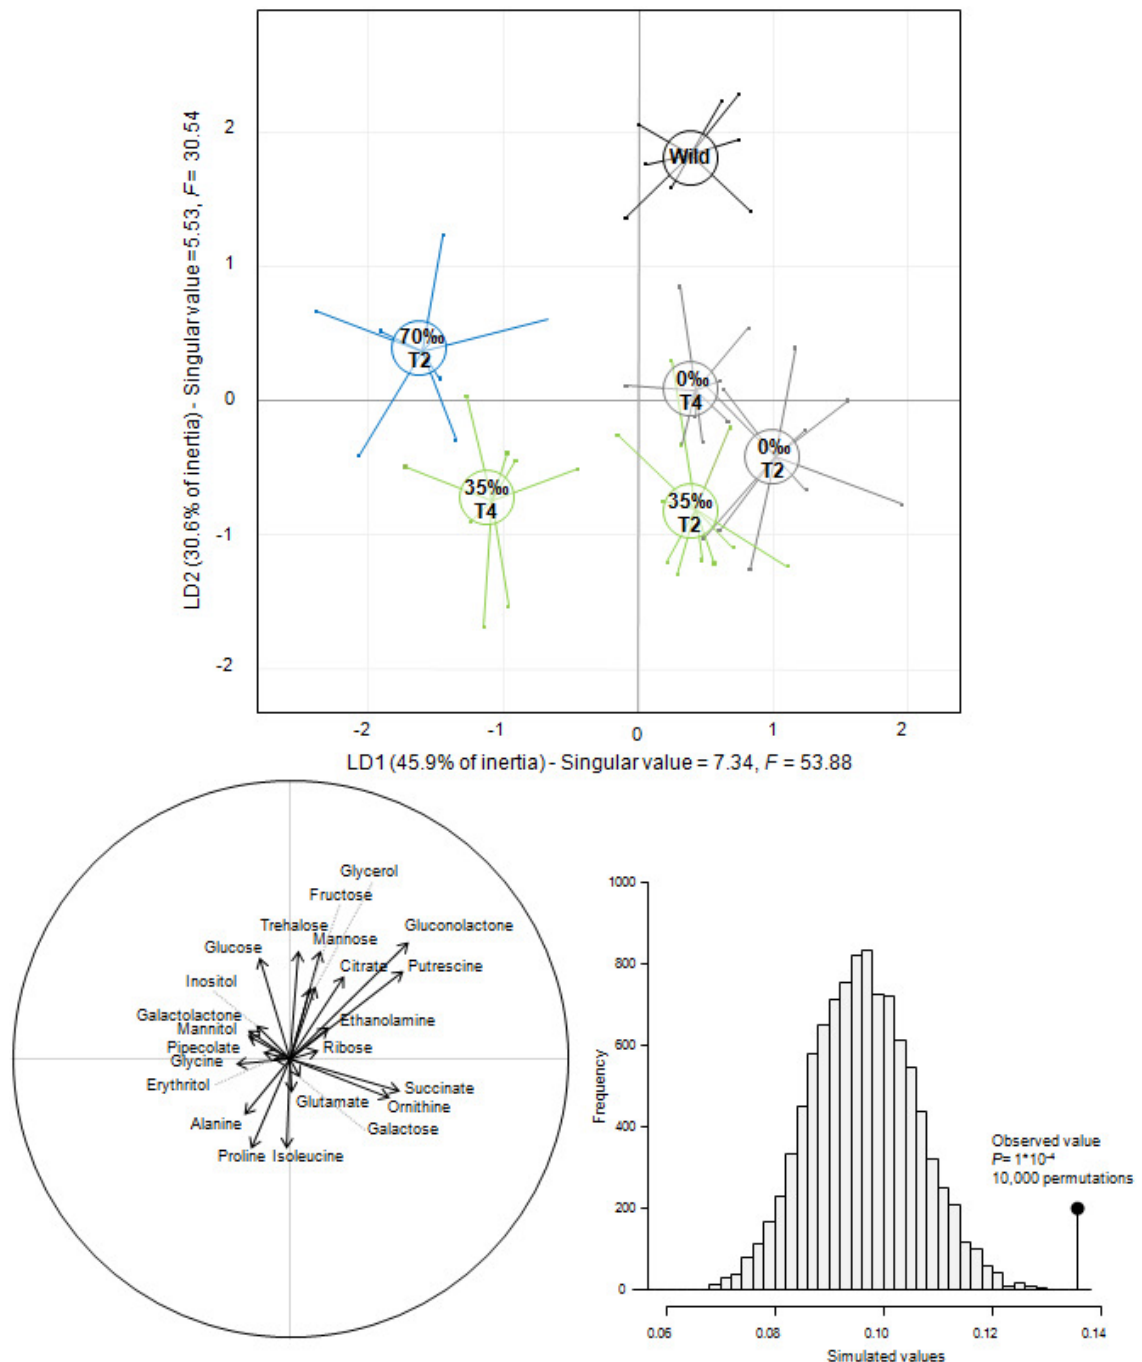 LD2 (30.6% of inertia) - Singular value =5.53, F = 30.54
2
1
0
-1
-2
Wild
70‰
T2
0‰
T4
0‰
T2
35‰
T4
35‰
T2
-2
-1
0
1
2
LD1 (45.9% of inertia) - Singular value = 7.34, F = 53.88
Glycerol
Fructose
Trehalose
Mannose
Gluconolactone
Glucose
Citrate
Putrescine
Inositol
Galactolactone
Mannitol
Ethanolamine
Pipecolate
Ribose
Glycine
Erythritol
Succinate
Glutamate
Ornithine
Alanine
Galactose
Proline
Isoleucine
Frequency
1000
800
600
400
200
0
Observed value
P= 1*10-4
10,000 permutations
0.06
0.08
0.10
0.12
0.14
Simulated values